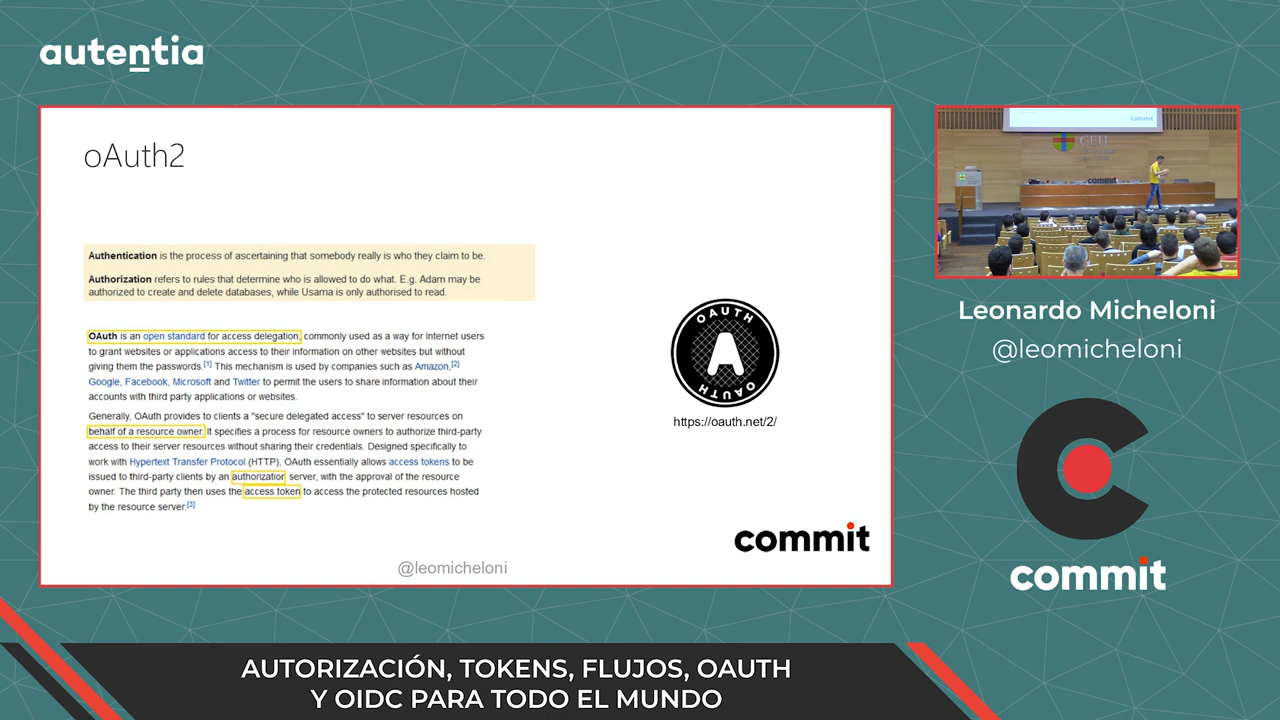 autentia
oAuth2
Authentication is the process of ascertaining that somebody really is who they claim to be.
Authorization refers to rules that determine who is allowed to do what. E.g. Adam may be
authorized to create and delete databases, while Usama is only authorised to read.
OAuth is an open standard for access delegation, commonly used as a way for Internet users
to grant websites or applications access to their information on other websites but without
giving them the passwords.[1] This mechanism is used by companies such as Amazon,[2]
Google, Facebook, Microsoft and Twitter to permit the users to share information about their
accounts with third party applications or websites.
Generally, OAuth provides to clients a "secure delegated access" to server resources on
behalf of a resource owner. It specifies a process for resource owners to authorize third-party
access to their server resources without sharing their credentials. Designed specifically to
work with Hypertext Transfer Protocol (HTTP), OAuth essentially allows access tokens to be
issued to third-party clients by an authorization server, with the approval of the resource
owner. The third party then uses the access token to access the protected resources hosted
by the resource server.[3]
OAUTH
A
OAUTH
https://oauth.net/2/
commit
@leomicheloni
commit
CEU
commit
Leonardo Micheloni
@leomicheloni
commit
AUTORIZACIÓN, TOKENS, FLUJOS, OAUTH
Y OIDC PARA TODO EL MUNDO